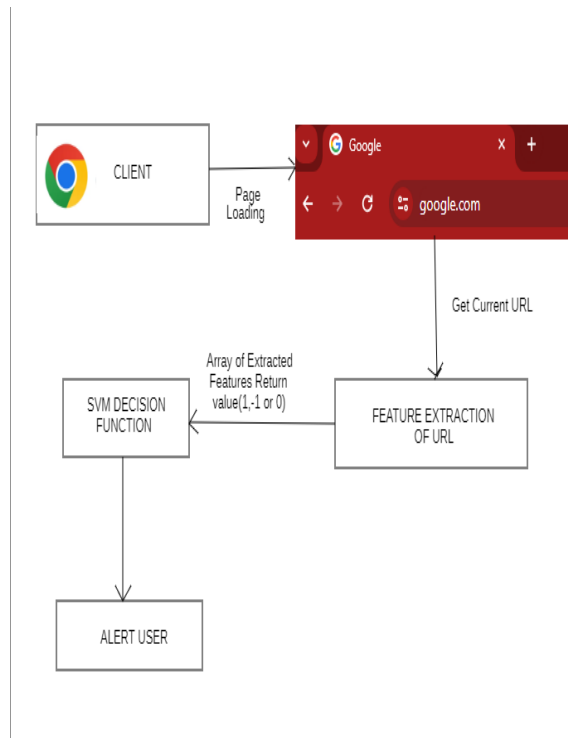 CLIENT
Page
Loading
Google
google.com
Get Current URL
FEATURE EXTRACTION
OF URL
Array of Extracted
Features Return
value(1,-1 or 0)
SVM DECISION
FUNCTION
ALERT USER